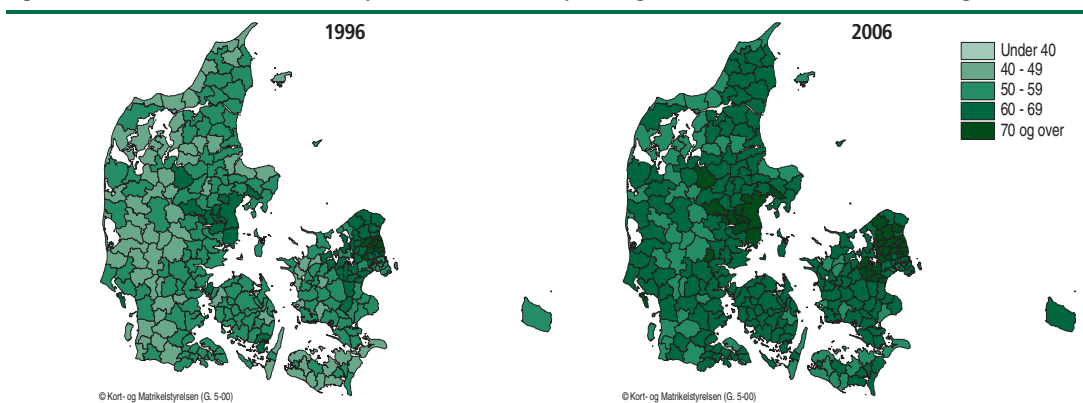 1996
2006
Under 40
40 - 49
50 - 59
60 - 69
70 og over
© Kort- og Matrikelstyrelsen (G. 5-00)
© Kort- og Matrikelstyrelsen (G. 5-00)